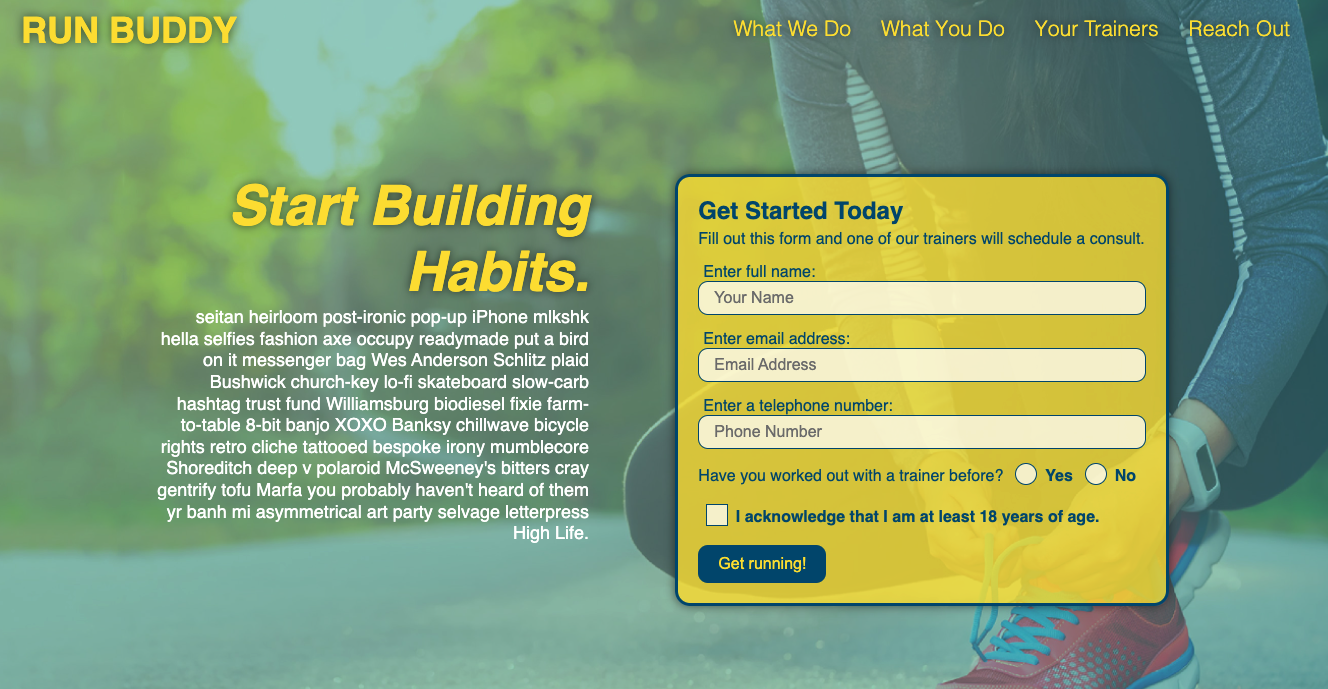 RUN BUDDY
What We Do What You Do Your Trainers Reach Out
Start Building
Habits.
seitan heirloom post-ironic pop-up iPhone mlkshk
hella selfies fashion axe occupy readymade put a bird
on it messenger bag Wes Anderson Schlitz plaid
Bushwick church-key lo-fi skateboard slow-carb
hashtag trust fund Williamsburg biodiesel fixie farm-
to-table 8-bit banjo XOXO Banksy chillwave bicycle
rights retro cliche tattooed bespoke irony mumblecore
Shoreditch deep v polaroid McSweeney's bitters cray
gentrify tofu Marfa you probably haven't heard of them
yr banh mi asymmetrical art party selvage letterpress
High Life.
Get Started Today
Fill out this form and one of our trainers will schedule a consult.
Enter full name:
Your Name
Enter email address:
Email Address
Enter a telephone number:
Phone Number
Have you worked out with a trainer before? Yes No
I acknowledge that I am at least 18 years of age.
Get running!